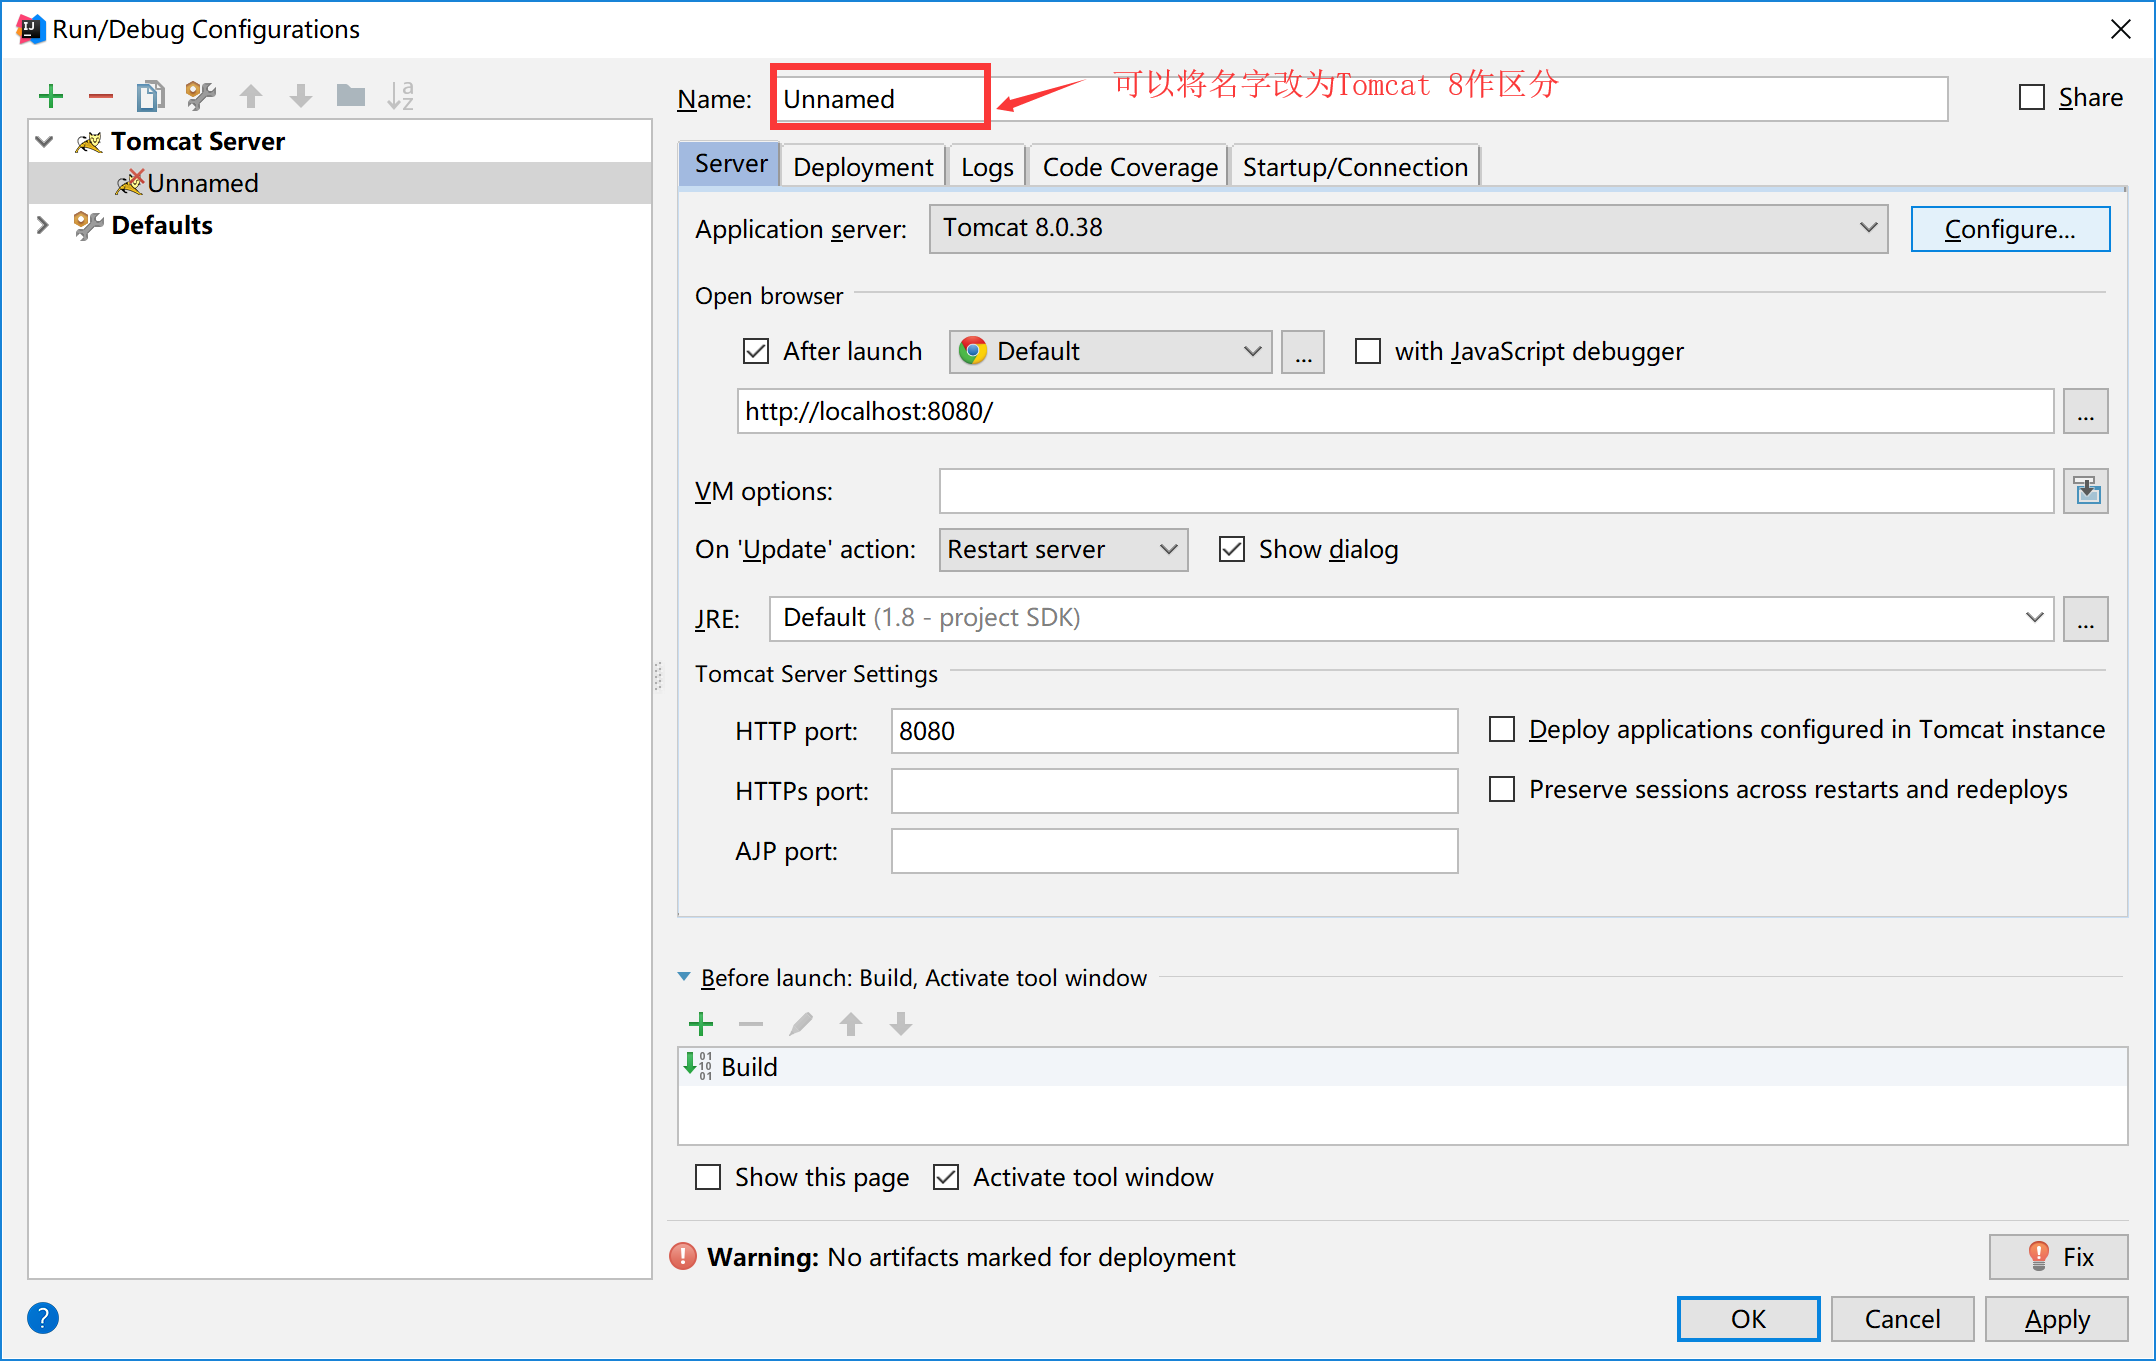 Run/Debug Configurations
Tomcat Server
Unnamed
Defaults
Name: Unnamed
可以将名字改为Tomcat 8作区分
Share
Server Deployment Logs Code Coverage Startup/Connection
Application server: Tomcat 8.0.38 Configure...
Open browser
After launch Default ... with JavaScript debugger
http://localhost:8080/ ...
VM options:
On 'Update' action: Restart server Show dialog
JRE: Default (1.8 - project SDK) ...
Tomcat Server Settings
HTTP port: 8080 Deploy applications configured in Tomcat instance
HTTPs port: Preserve sessions across restarts and redeploys
AJP port:
Before launch: Build, Activate tool window
Build
Show this page Activate tool window
Warning: No artifacts marked for deployment Fix
OK Cancel Apply